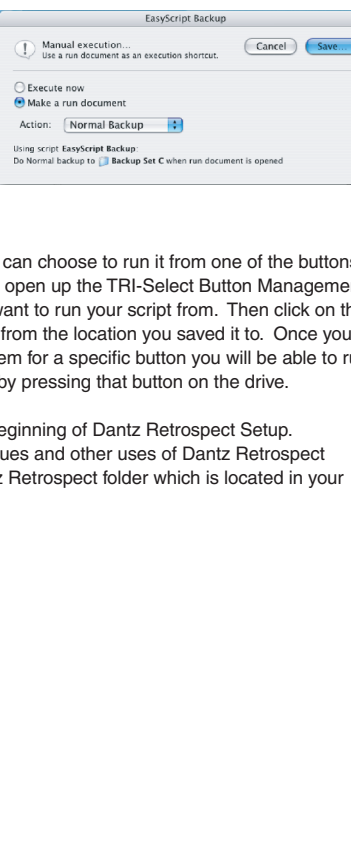 EasyScript Backup
Manual execution...
Use a run document as an execution shortcut.
Cancel
Save...
Execute now
Make a run document
Action: Normal Backup
Using script EasyScript Backup:
Do Normal backup to Backup Set C when run document is opened
can choose to run it from one of the buttons
open up the TRI-Select Button Manageme
want to run your script from. Then click on th
from the location you saved it to. Once you
em for a specific button you will be able to ru
by pressing that button on the drive.
eginning of Dantz Retrospect Setup.
ues and other uses of Dantz Retrospect
z Retrospect folder which is located in your